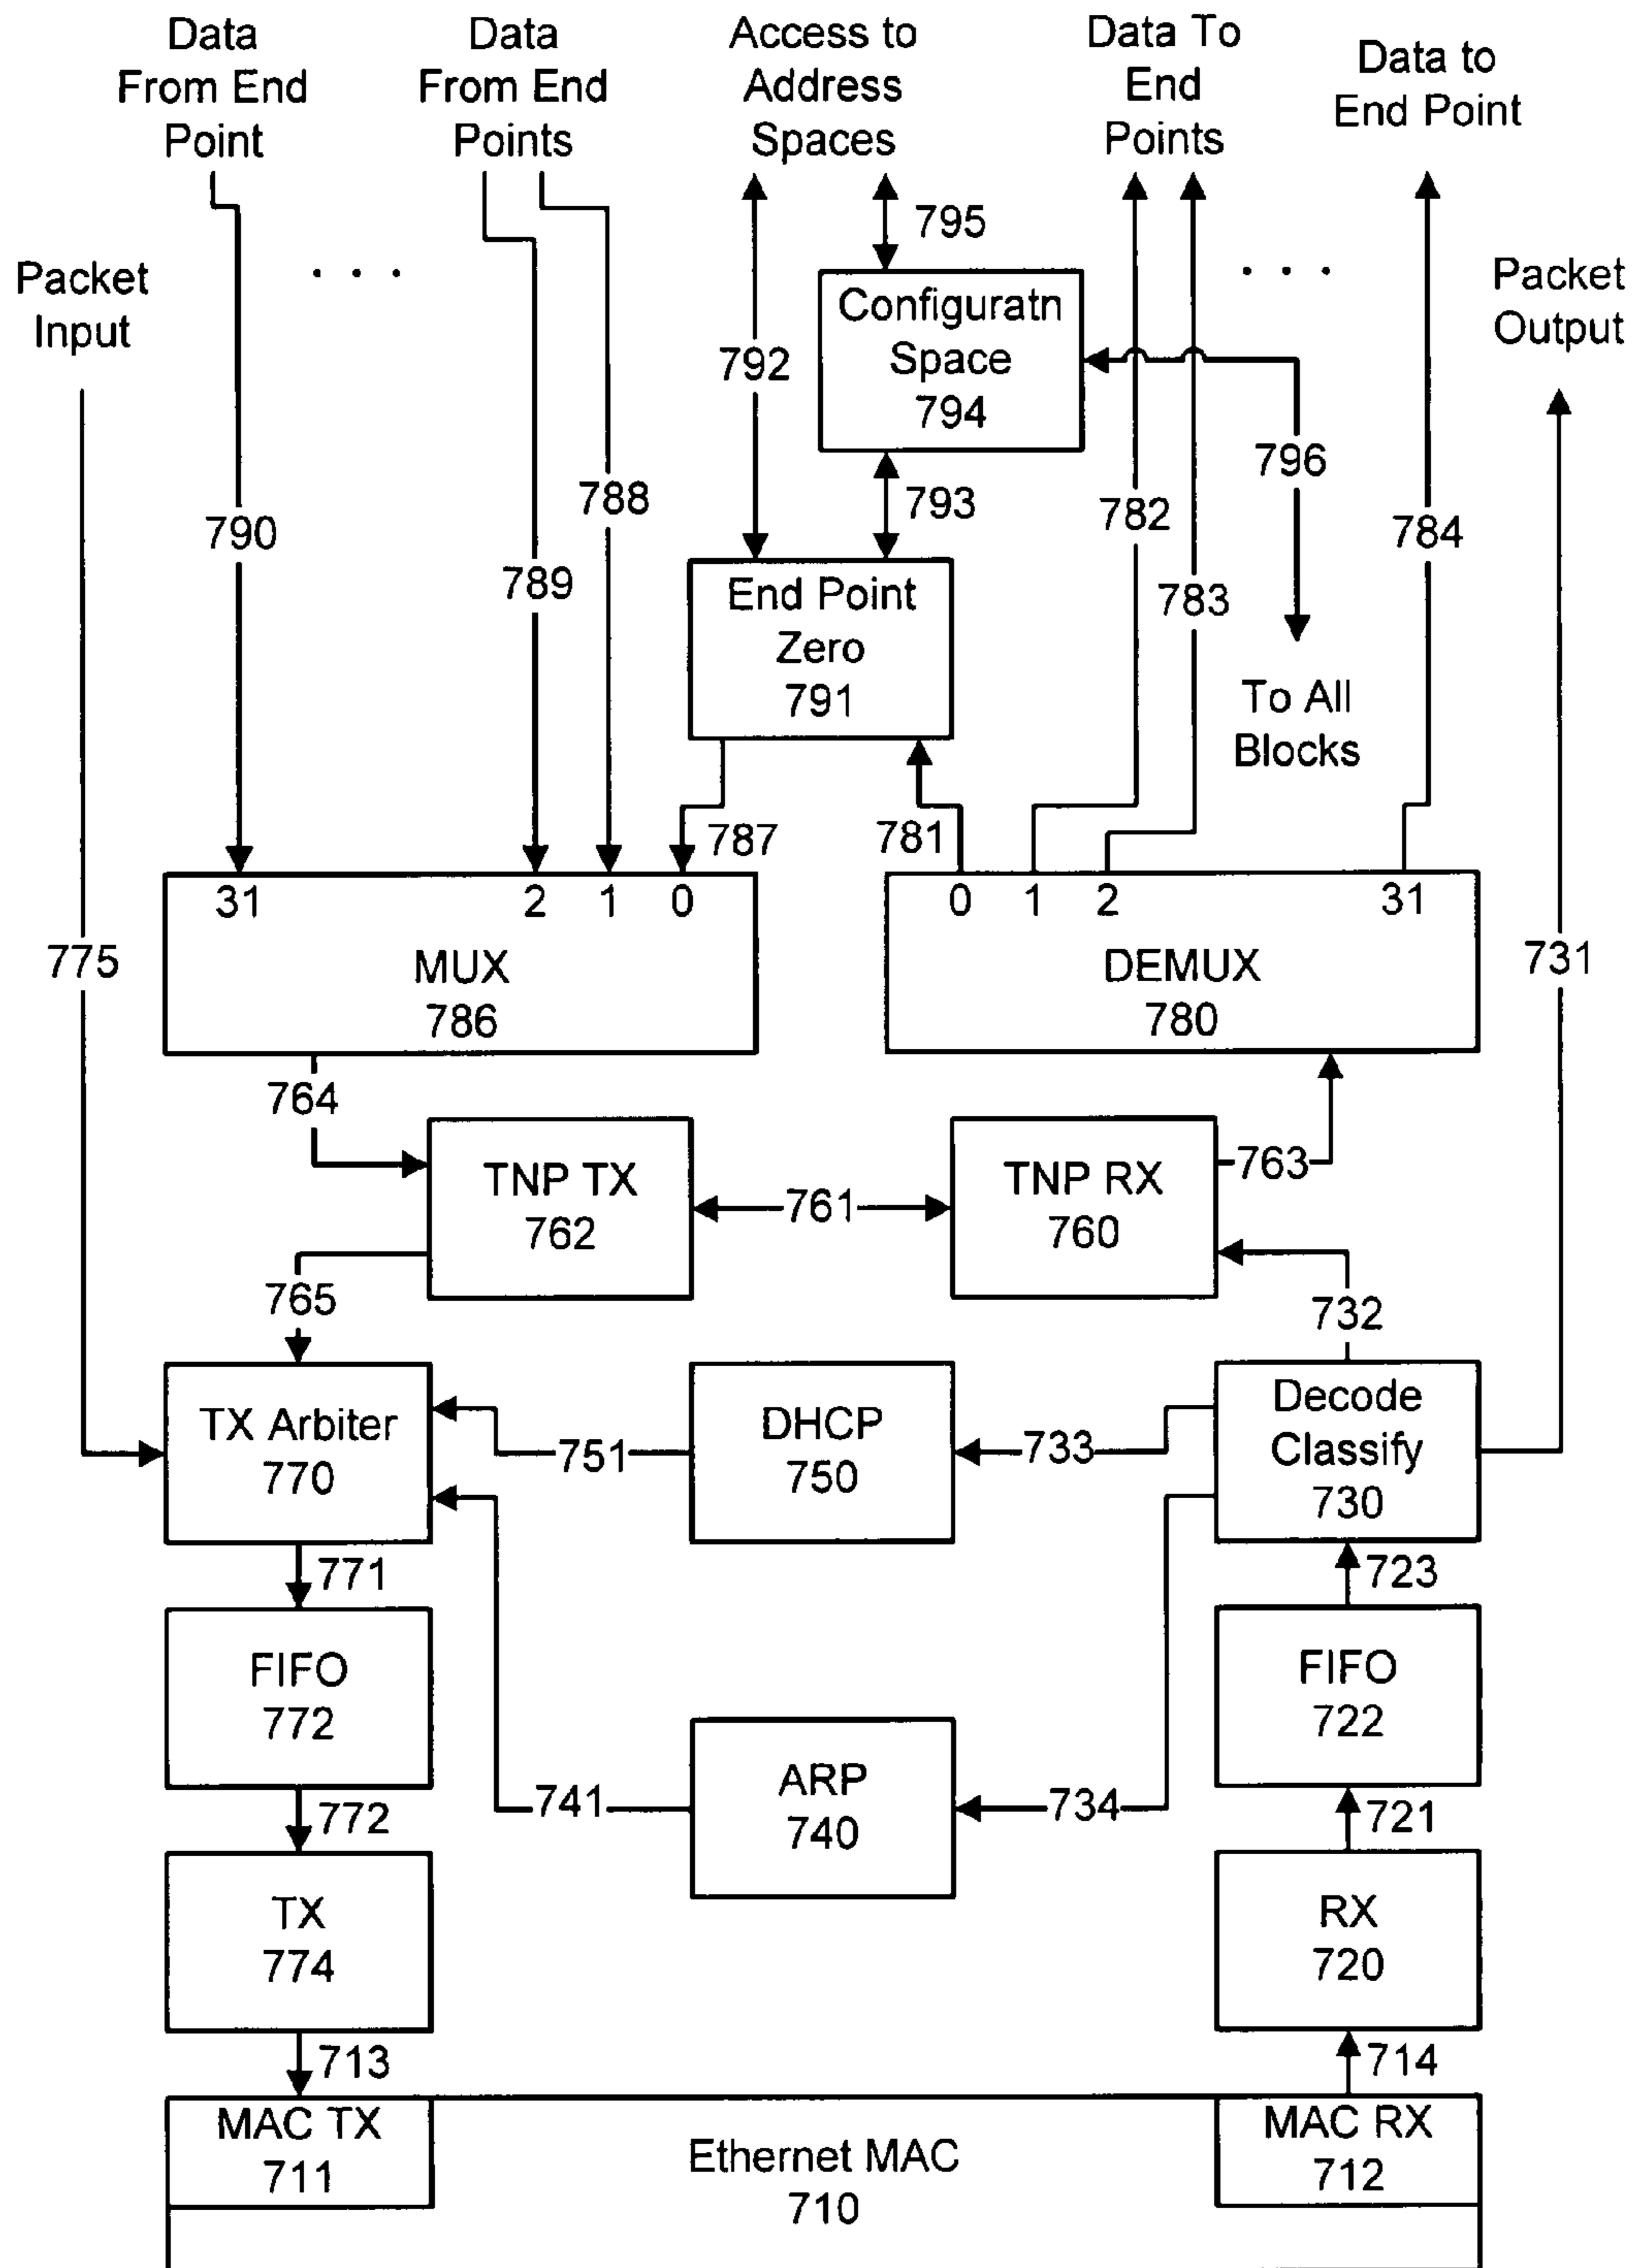 Data
From End
Point
Data
From End
Points
Access to
Address
Spaces
Data To
End
Points
Data to
End Point
Packet
Input
. . .
795
. . .
Packet
Output
Configuratn
Space
794
792
796
788
793
782
784
790
789
783
End Point
Zero
791
To All
Blocks
787
781
31 2 1 0
0 1 2 31
775
MUX
786
DEMUX
780
731
764
TNP TX
762
761
TNP RX
760
763
765
732
TX Arbiter
770
751
DHCP
750
733
Decode
Classify
730
771
723
FIFO
772
FIFO
722
772
741
ARP
740
734
721
TX
774
RX
720
713
714
MAC TX
711
Ethernet MAC
710
MAC RX
712